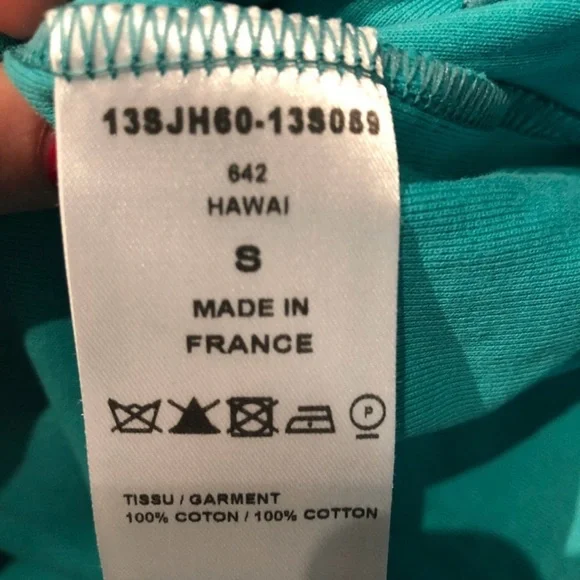 13SJH60-13S089
642
HAWAI
S
MADE IN
FRANCE
P
TISSU / GARMENT
100% COTON / 100% COTTON